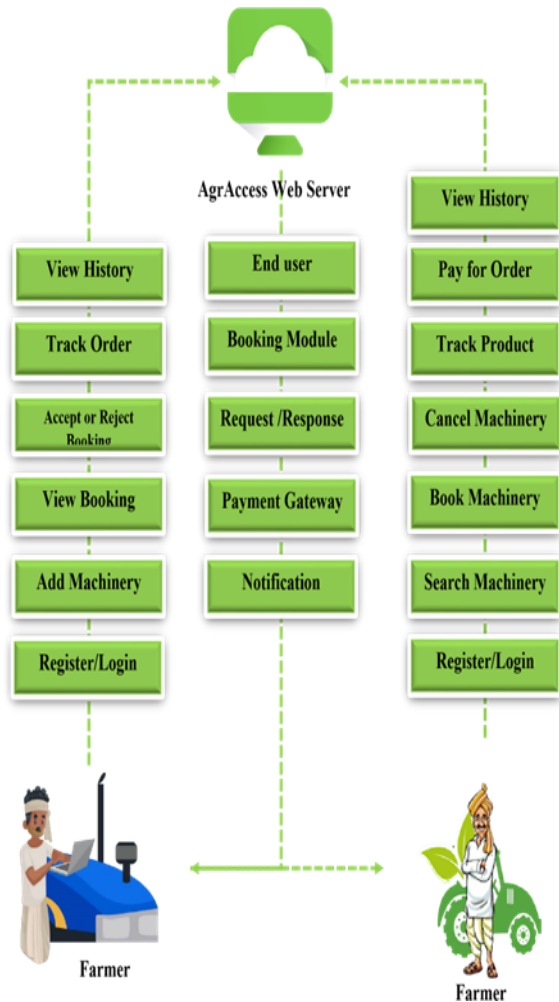 AgrAccess Web Server
View History
Track Order
Accept or Reject
Booking
View Booking
Add Machinery
Register/Login
Farmer
End user
Booking Module
Request /Response
Payment Gateway
Notification
View History
Pay for Order
Track Product
Cancel Machinery
Book Machinery
Search Machinery
Register/Login
Farmer